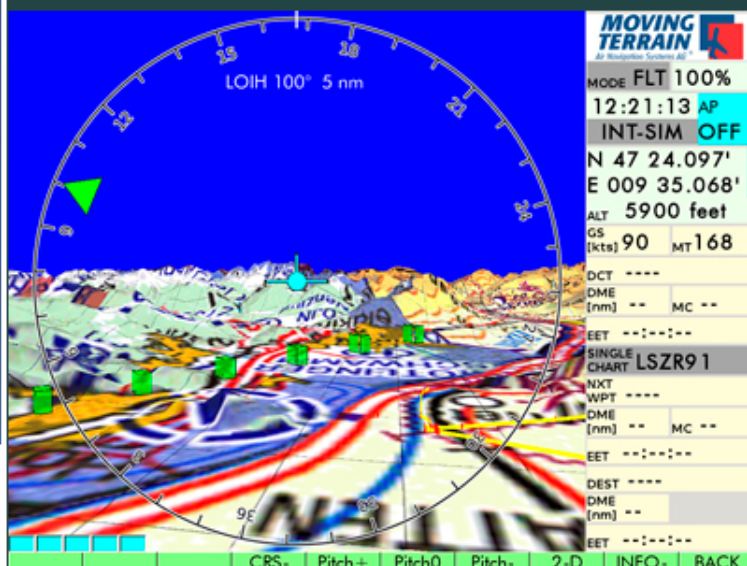 MOVING
TERRAIN
Air Navigation Systems AG
MODE FLT 100%
12:21:13 AP
INT-SIM OFF
N 47 24.097'
E 009 35.068'
ALT 5900 feet
GS [kts] 90 MT 168
DCT ----
DME [nm] -- MC --
EET --:--:--
SINGLE CHART LSZR91
NXT WPT ----
DME [nm] -- MC --
EET --:--:--
DEST ----
DME [nm] --
EET --:--:--
LOIH 100° 5 nm
15
18
12
21
9
24
36
CRS- Pitch+ Pitch0 Pitch- 2-D INFO- BACK